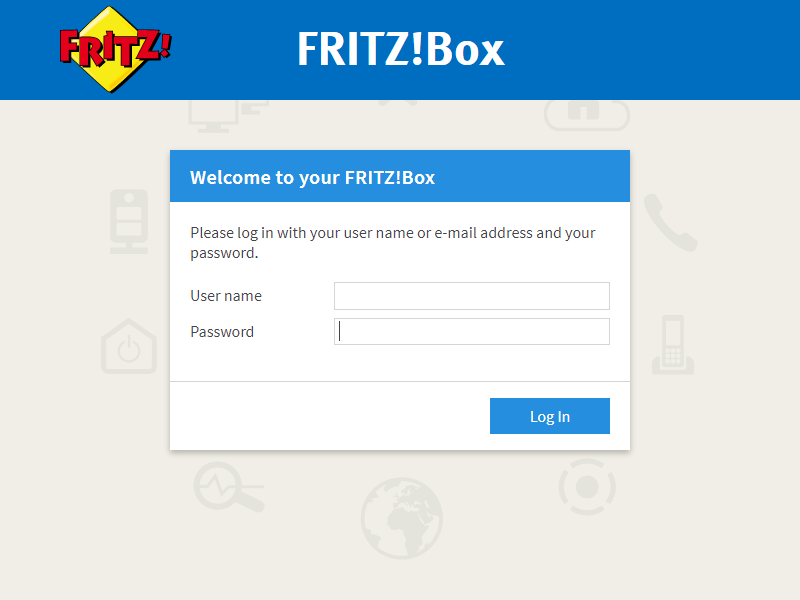 FRITZ!
FRITZ!Box
Welcome to your FRITZ!Box
Please log in with your user name or e-mail address and your
password.
User name
Password
Log In